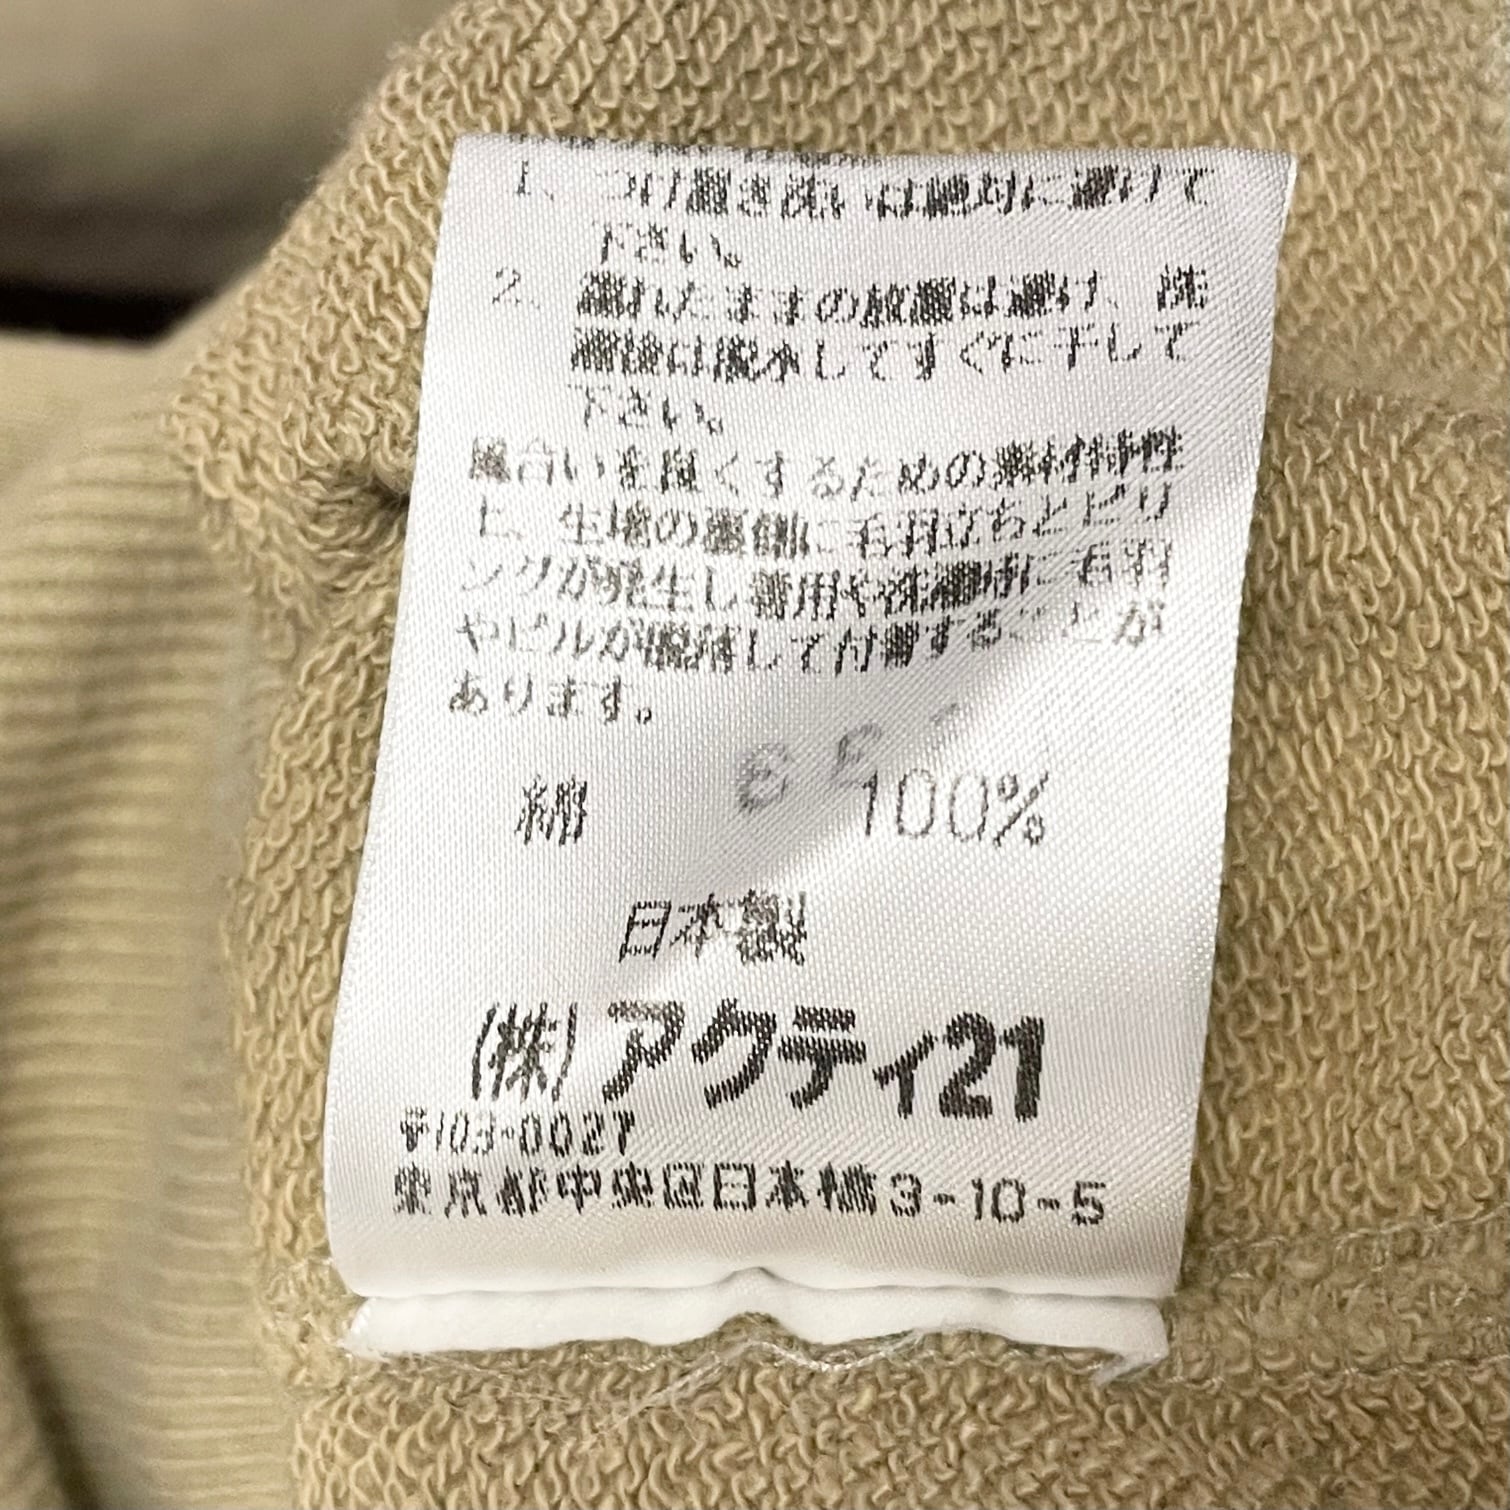 1、つけ置き洗いは絶対に避けて
下さい。
2、濡れたままの放置は避け、洗
濯後は脱水してすぐに干して
下さい。
風合いを良くするための素材特性
上、生地の裏側に毛羽立ちとピリ
ングが発生し着用や洗濯時に毛羽
やピルが脱落して付着することが
あります。
綿 100%
日本製
(株)アクティ21
〒103-0027
東京都中央区日本橋3-10-5